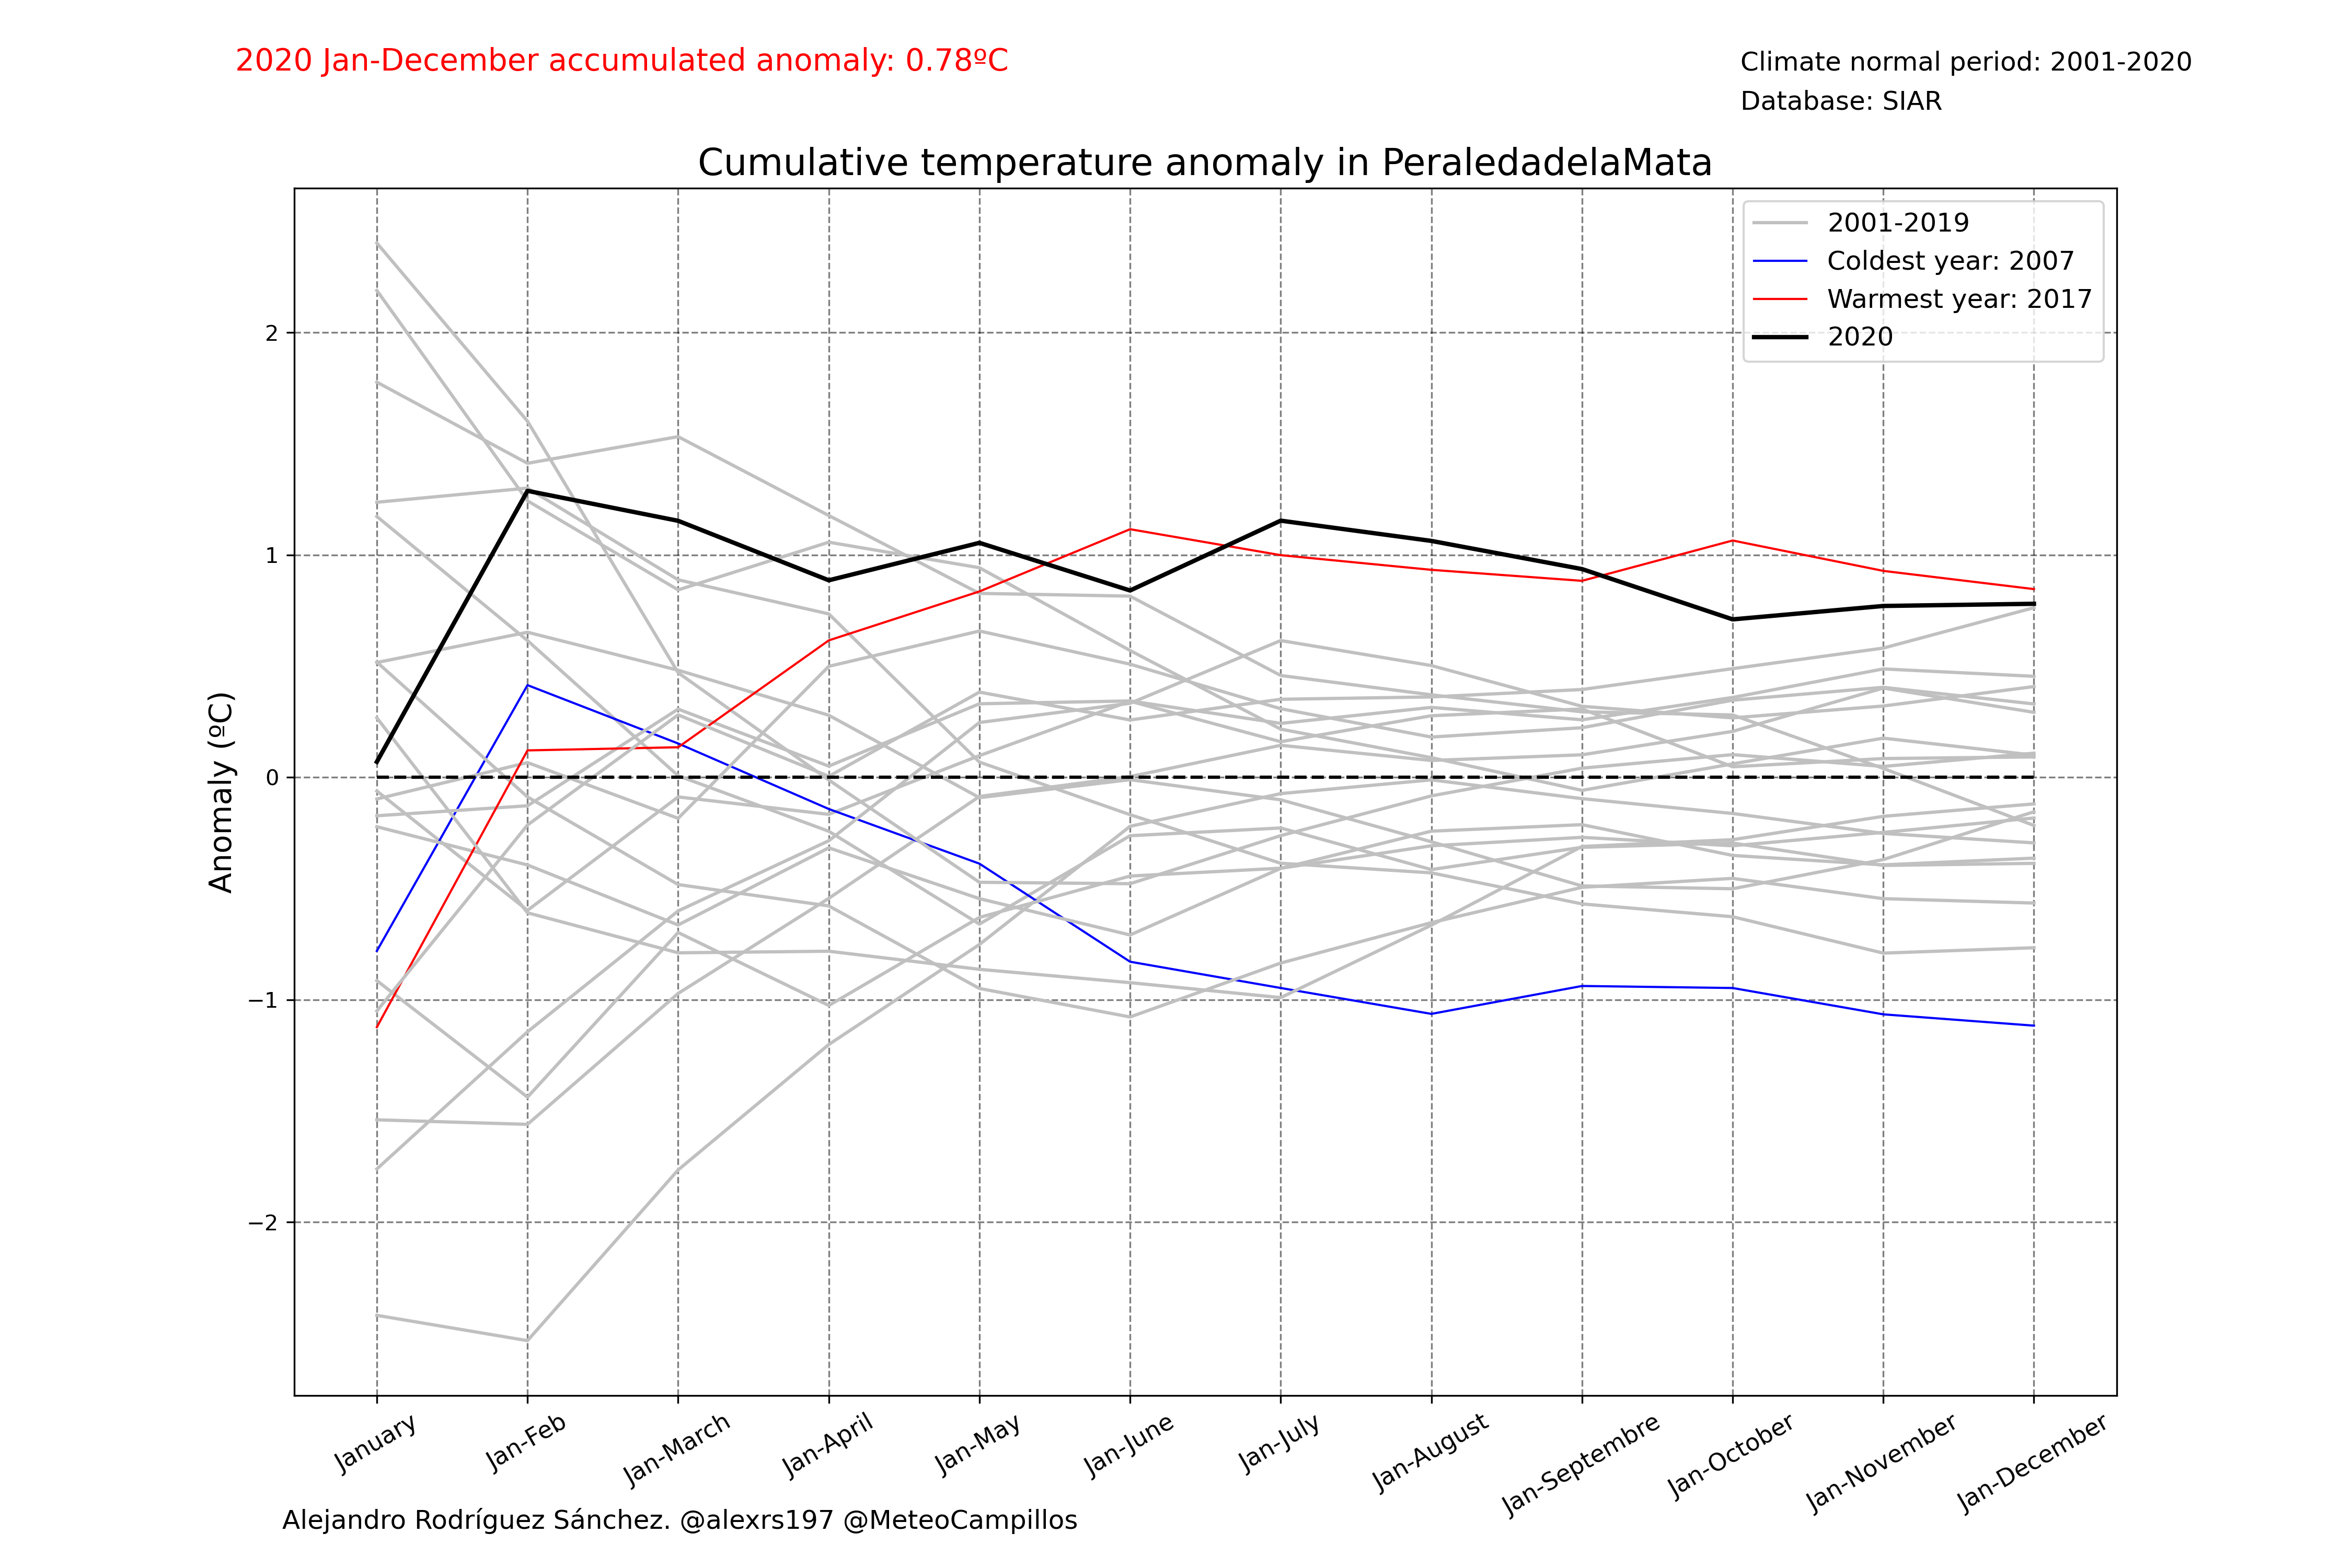 2020 Jan-December accumulated anomaly: 0.78ºC
Climate normal period: 2001-2020
Database: SIAR
Cumulative temperature anomaly in PeraledadelaMata
2001-2019
Coldest year: 2007
Warmest year: 2017
2020
Anomaly (ºC)
2
1
0
−1
−2
January
Jan-Feb
Jan-March
Jan-April
Jan-May
Jan-June
Jan-July
Jan-August
Jan-Septembre
Jan-October
Jan-November
Jan-December
Alejandro Rodríguez Sánchez. @alexrs197 @MeteoCampillos